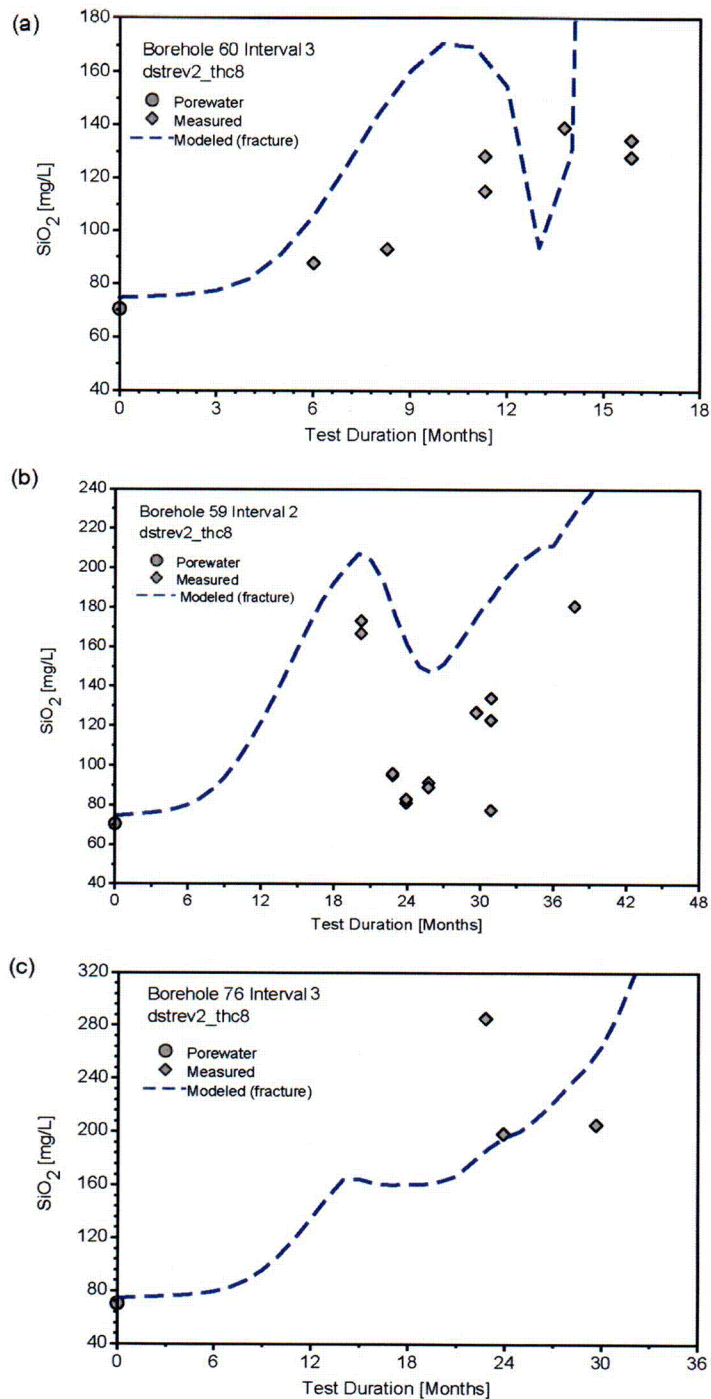 (a)
180
160
140
120
100
80
60
40
SiO2 [mg/L]
Borehole 60 Interval 3
dstrev2_thc8
Porewater
Measured
Modeled (fracture)
0 3 6 9 12 15 18
Test Duration [Months]
(b)
240
220
200
180
160
140
120
100
80
60
40
SiO2 [mg/L]
Borehole 59 Interval 2
dstrev2_thc8
Porewater
Measured
Modeled (fracture)
0 6 12 18 24 30 36 42 48
Test Duration [Months]
(c)
320
280
240
200
160
120
80
40
SiO2 [mg/L]
Borehole 76 Interval 3
dstrev2_thc8
Porewater
Measured
Modeled (fracture)
0 6 12 18 24 30 36
Test Duration [Months]